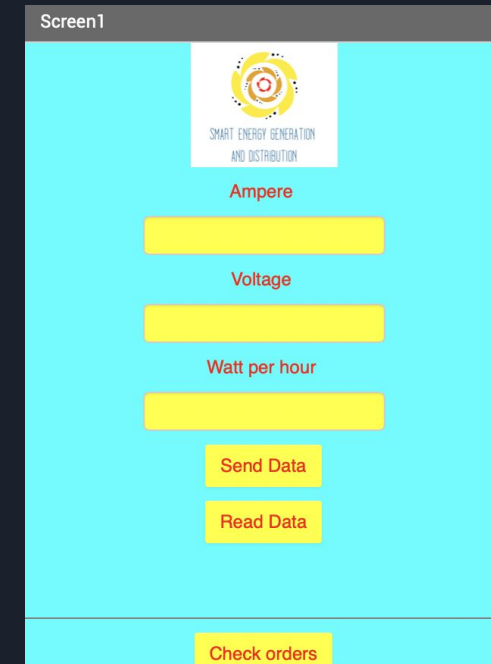 Screen1
SMART ENERGY GENERATION
AND DISTRIBUTION
Ampere
Voltage
Watt per hour
Send Data
Read Data
Check orders